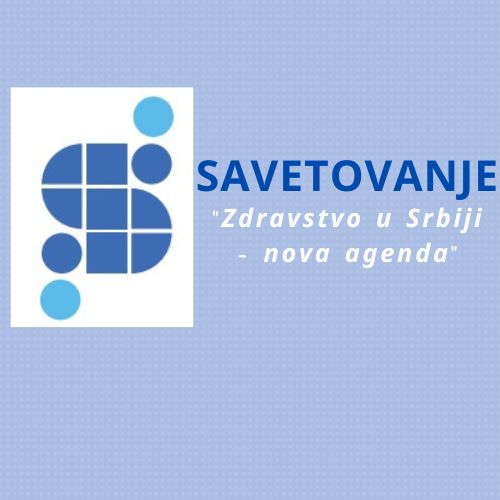 SAVETOVANJE
"Zdravstvo u Srbiji
- nova agenda"